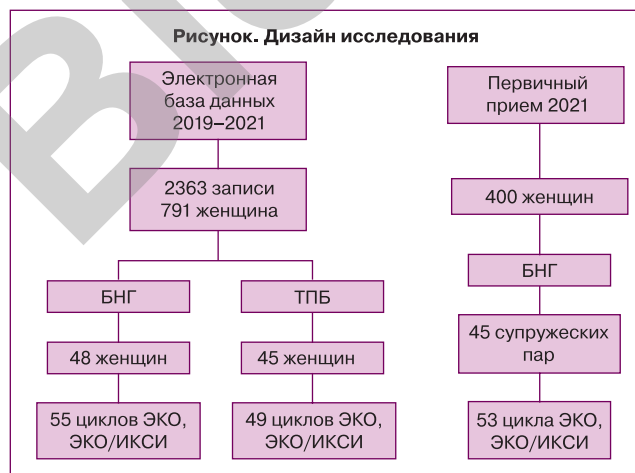 Рисунок. Дизайн исследования
Электронная
база данных
2019–2021
2363 записи
791 женщина
БНГ
ТПБ
48 женщин
45 женщин
55 циклов ЭКО,
ЭКО/ИКСИ
49 циклов ЭКО,
ЭКО/ИКСИ
Первичный
прием 2021
400 женщин
БНГ
45 супружеских
пар
53 цикла ЭКО,
ЭКО/ИКСИ